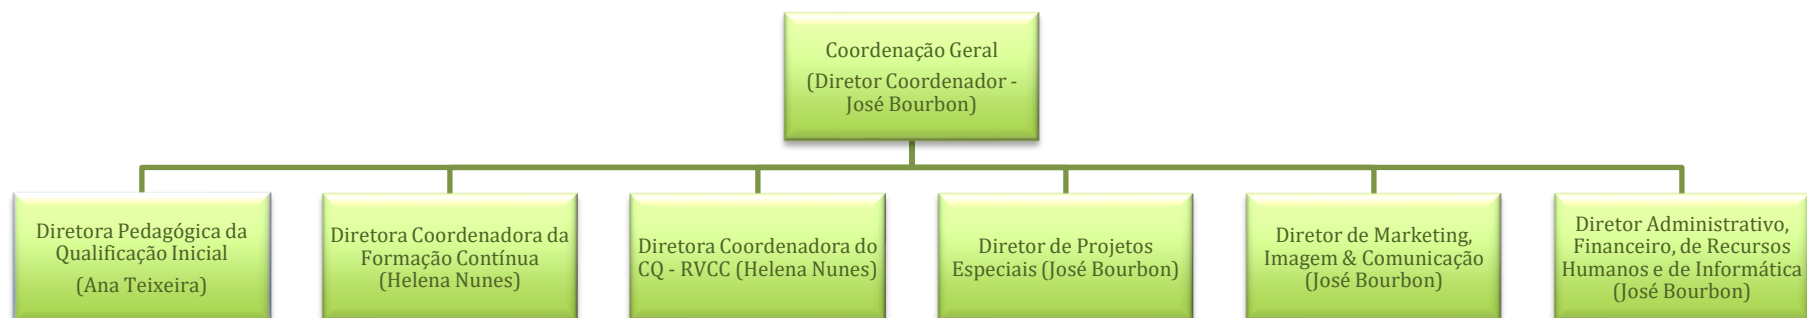 Coordenação Geral
(Diretor Coordenador -
José Bourbon)
Diretora Pedagógica da
Qualificação Inicial
(Ana Teixeira)
Diretora Coordenadora da
Formação Contínua
(Helena Nunes)
Diretora Coordenadora do
CQ - RVCC (Helena Nunes)
Diretor de Projetos
Especiais (José Bourbon)
Diretor de Marketing,
Imagem & Comunicação
(José Bourbon)
Diretor Administrativo,
Financeiro, de Recursos
Humanos e de Informática
(José Bourbon)